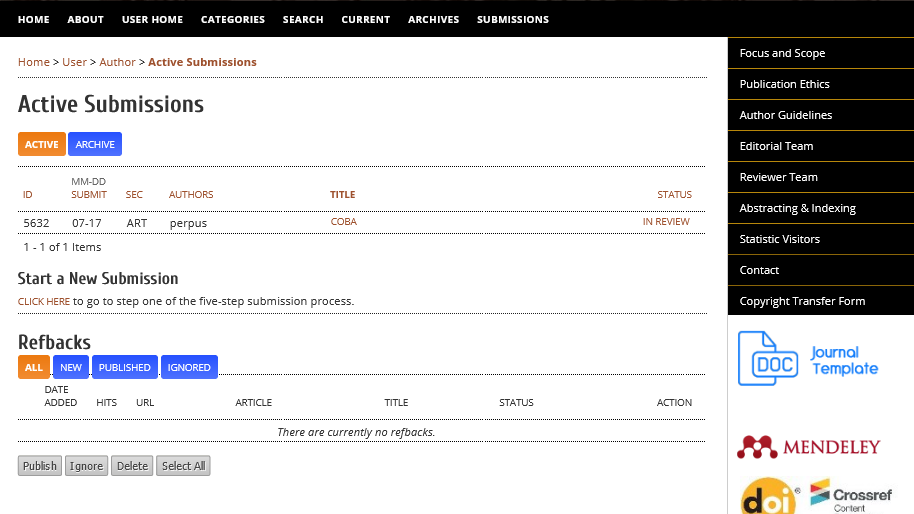 HOME ABOUT USER HOME CATEGORIES SEARCH CURRENT ARCHIVES SUBMISSIONS
Home > User > Author > Active Submissions
Active Submissions
ACTIVE ARCHIVE
MM-DD
ID SUBMIT SEC AUTHORS TITLE STATUS
5632 07-17 ART perpus COBA IN REVIEW
1 - 1 of 1 Items
Start a New Submission
CLICK HERE to go to step one of the five-step submission process.
Refbacks
ALL NEW PUBLISHED IGNORED
DATE
ADDED HITS URL ARTICLE TITLE STATUS ACTION
There are currently no refbacks.
Publish Ignore Delete Select All
Focus and Scope
Publication Ethics
Author Guidelines
Editorial Team
Reviewer Team
Abstracting & Indexing
Statistic Visitors
Contact
Copyright Transfer Form
DOC
Journal
Template
MENDELEY
doi®
Crossref
Content